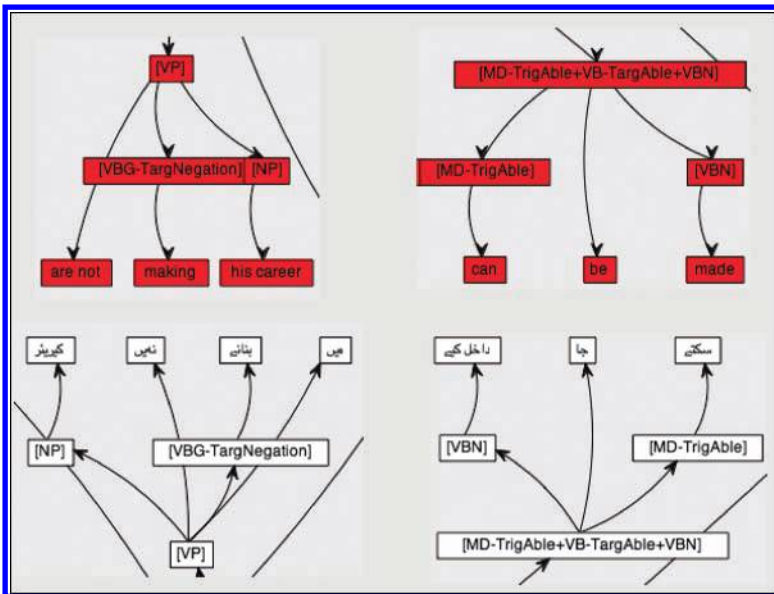 [VP]
[MD-TrigAble+VB-TargAble+VBN]
[VBG-TargNegation] [NP]
[MD-TrigAble]
[VBN]
are not
making
his career
can
be
made
کیریئر
نہیں
بنانے
میں
داخل کیے
جا
سکتے
[NP]
[VBG-TargNegation]
[VBN]
[MD-TrigAble]
[VP]
[MD-TrigAble+VB-TargAble+VBN]